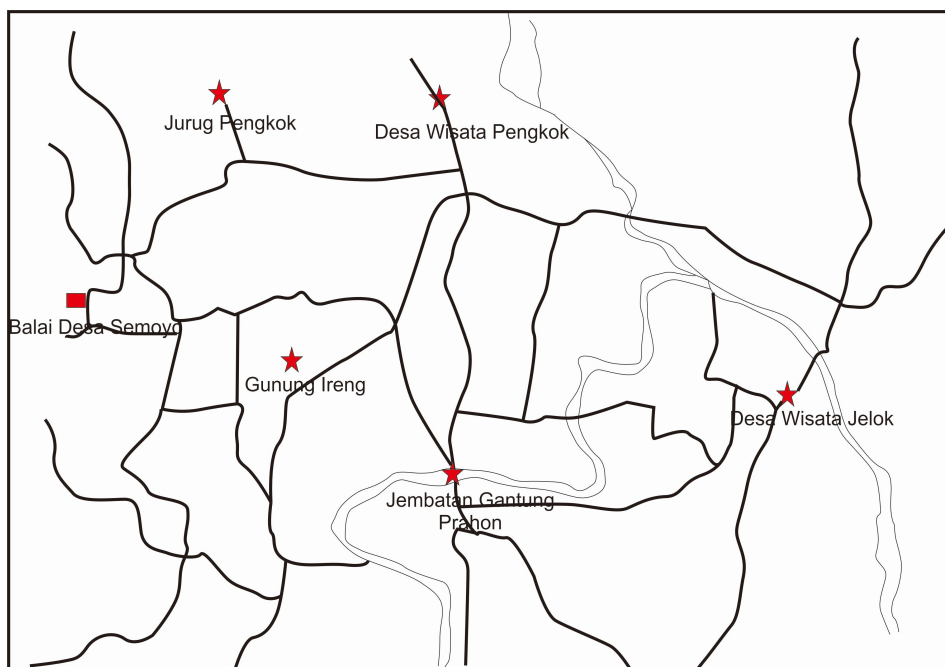 Jurug Pengkok
Desa Wisata Pengkok
Balai Desa Semoyo
Gunung Ireng
Desa Wisata Jelok
Jembatan Gantung
Prahon